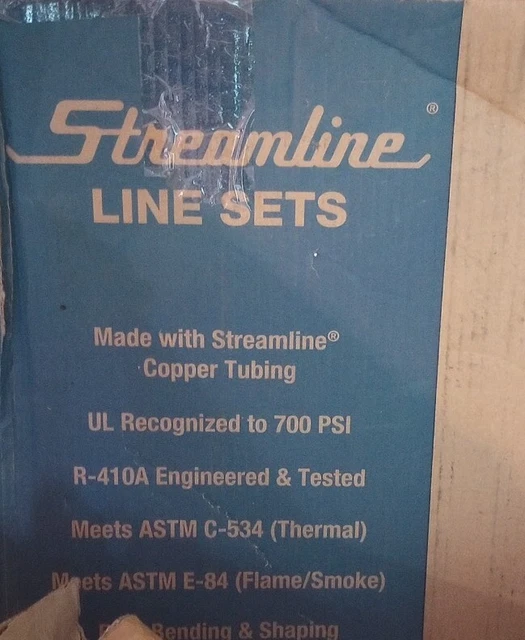 Streamline®
LINE SETS
Made with Streamline®
Copper Tubing
UL Recognized to 700 PSI
R-410A Engineered & Tested
Meets ASTM C-534 (Thermal)
Meets ASTM E-84 (Flame/Smoke)
Bending & Shaping